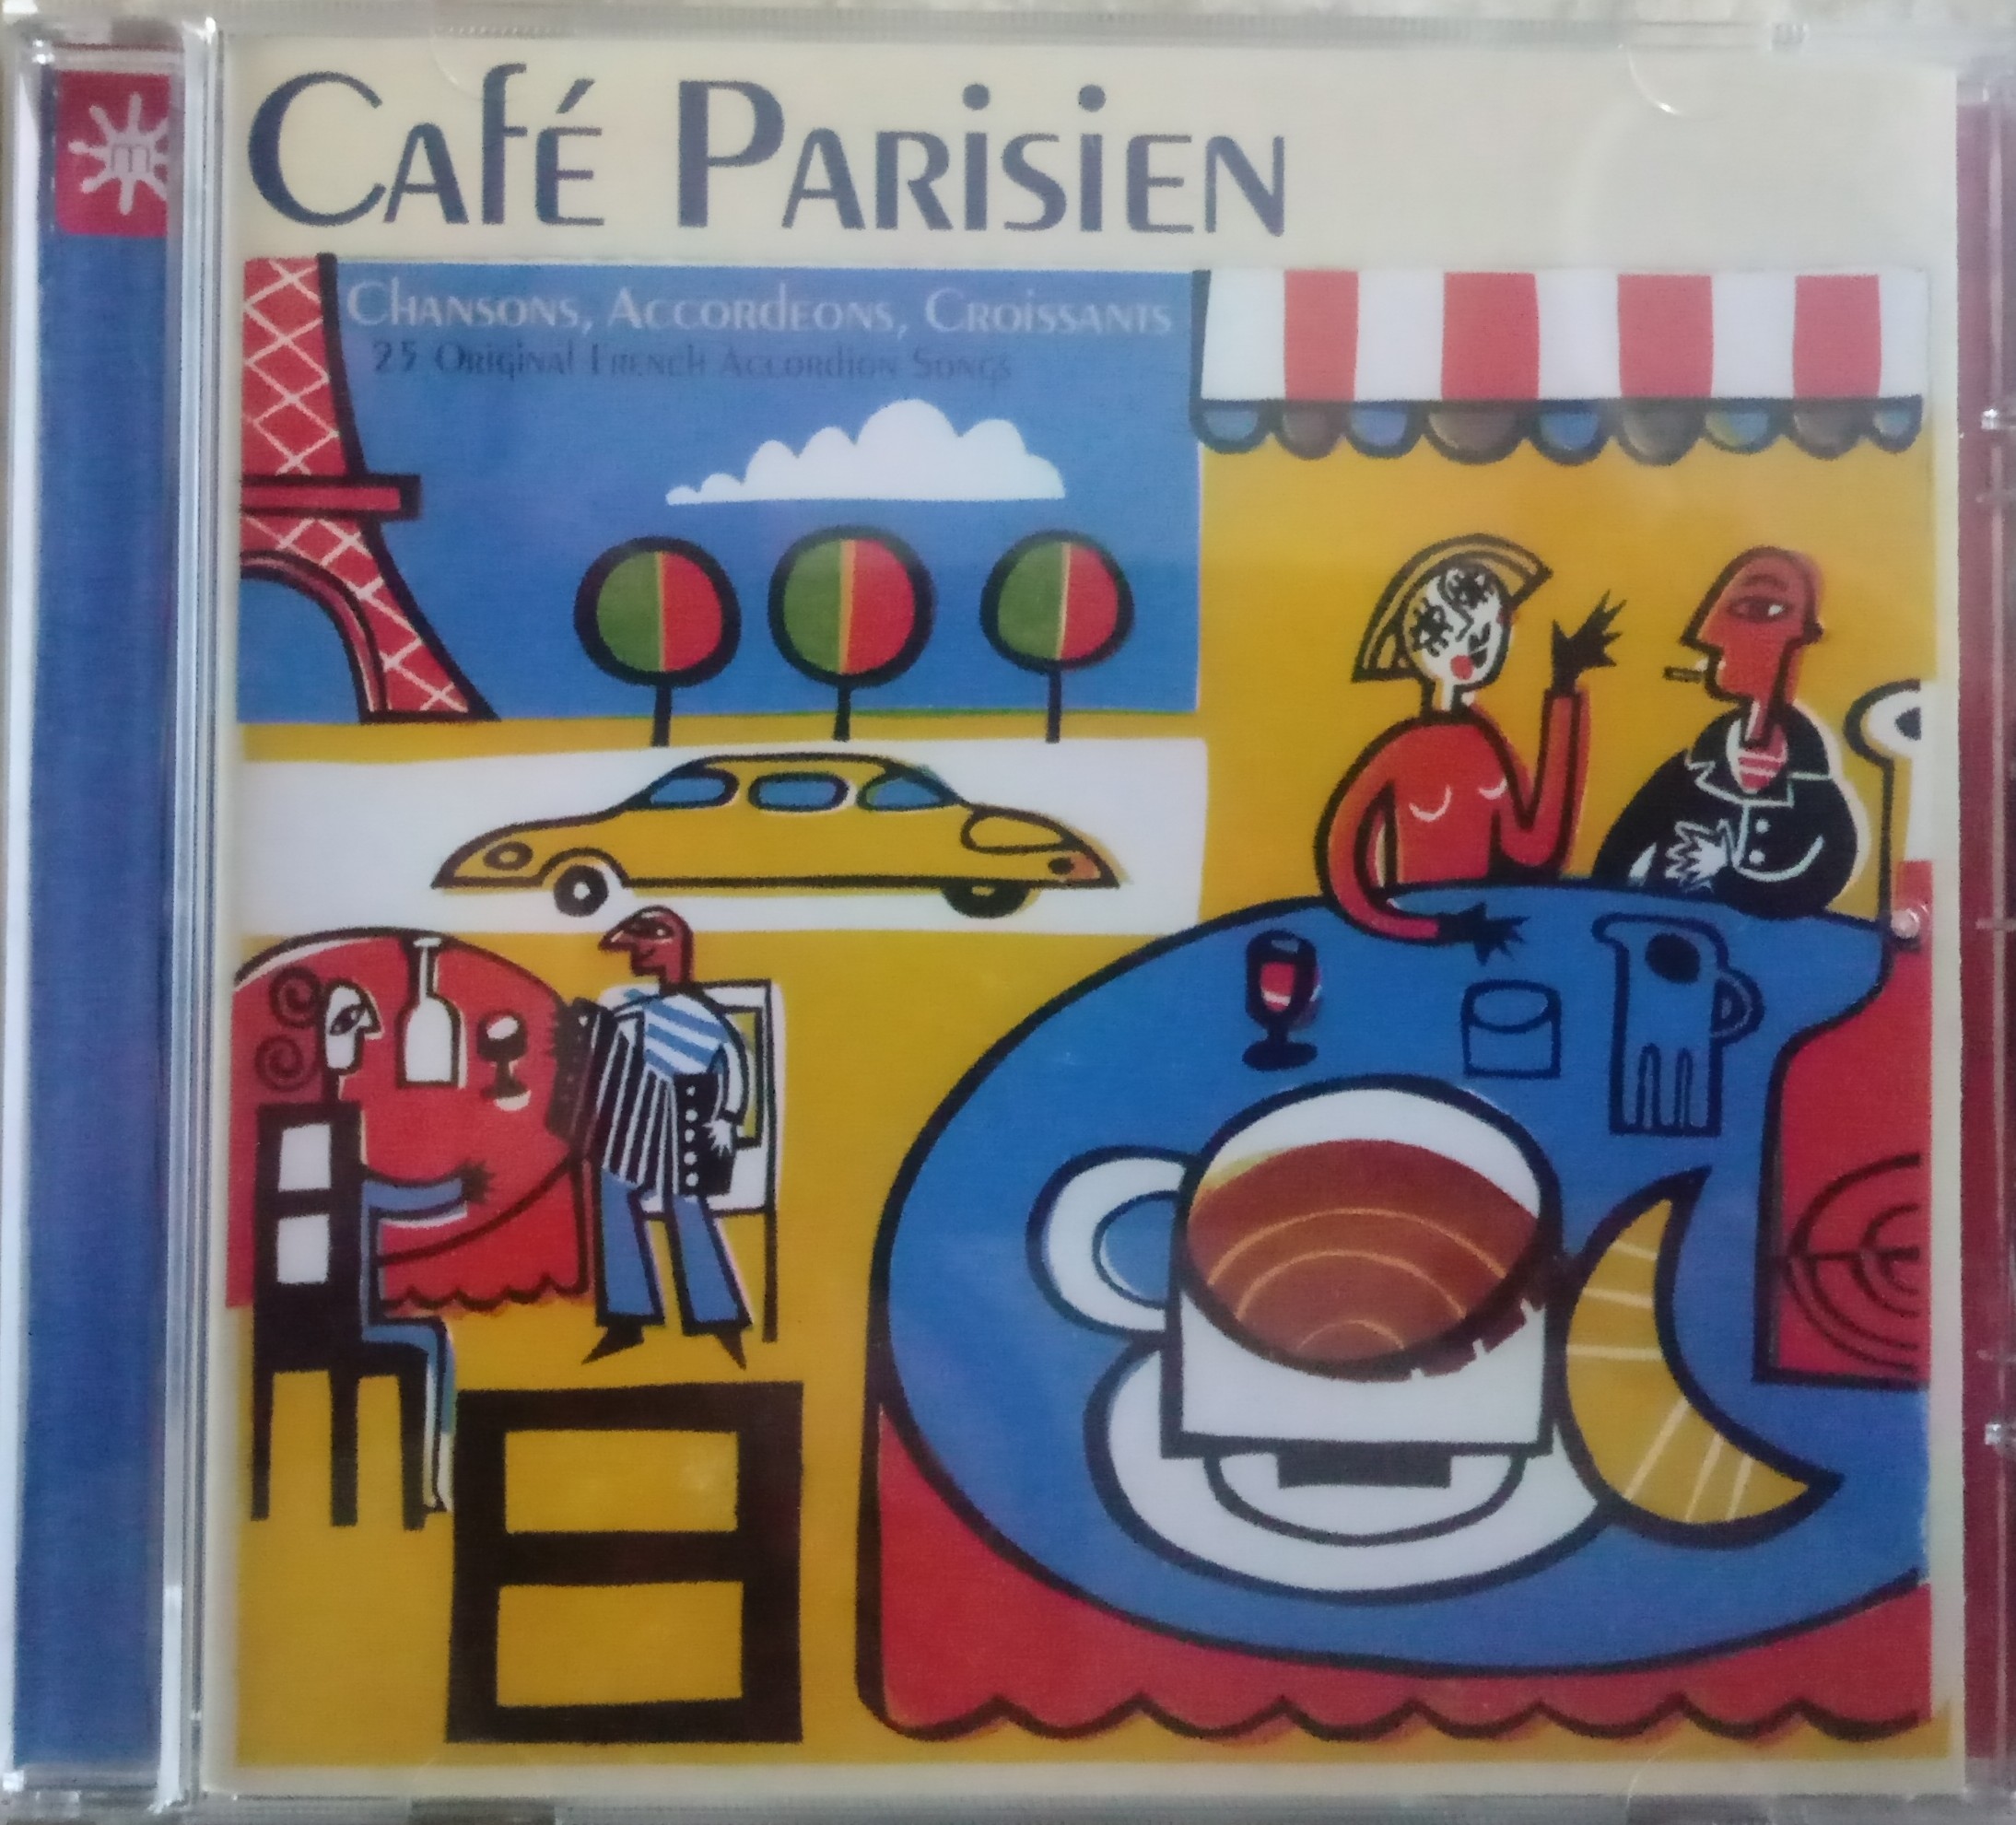 m
Café Parisien
Chansons, Accordeons, Croissants
25 Original French Accordion Songs